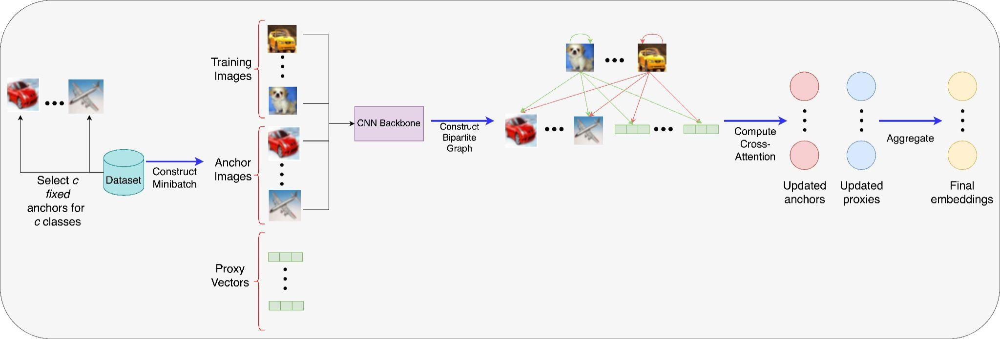 Select c
fixed
anchors for
c classes
Dataset
Construct
Minibatch
Training
Images
Anchor
Images
Proxy
Vectors
CNN Backbone
Construct
Bipartite
Graph
Compute
Cross-
Attention
Updated
anchors
Updated
proxies
Aggregate
Final
embeddings